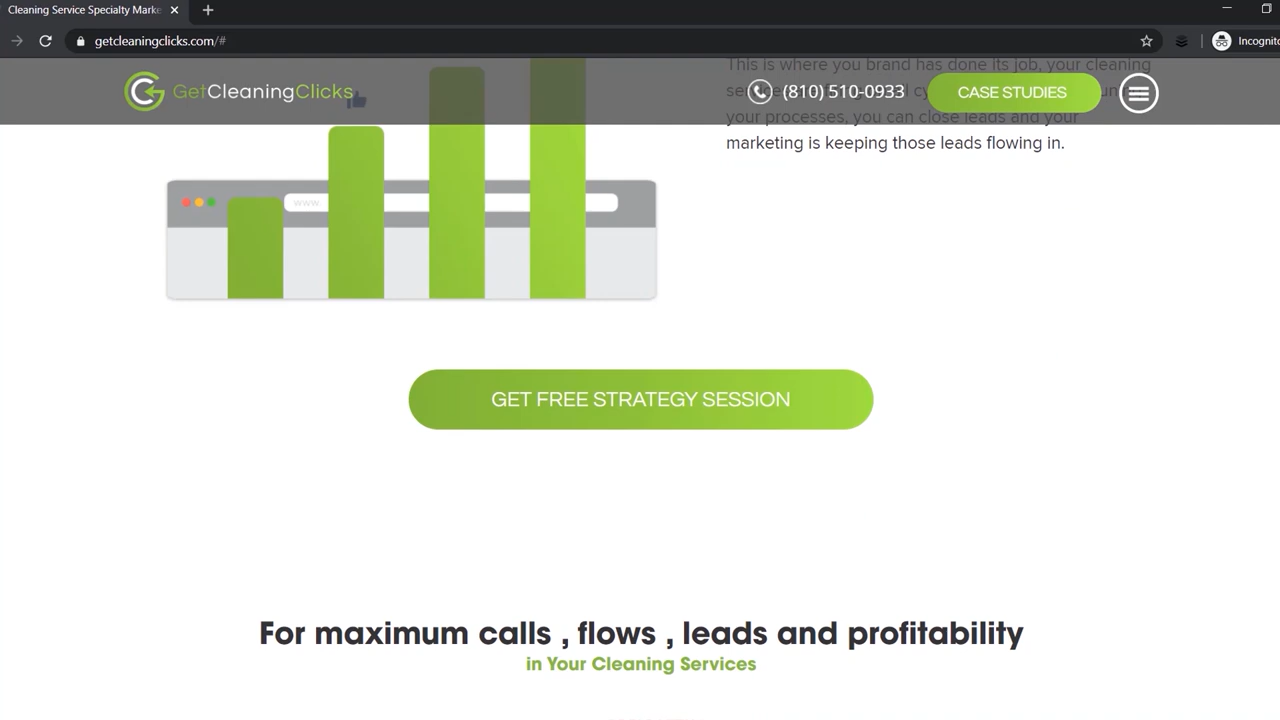 Cleaning Service Specialty Marke
getcleaningclicks.com/#
Incognito
This is where you brand has done its job, your cleaning
GetCleaningClicks
(810) 510-0933
CASE STUDIES
your processes, you can close leads and your
marketing is keeping those leads flowing in.
www.
GET FREE STRATEGY SESSION
For maximum calls , flows , leads and profitability
in Your Cleaning Services